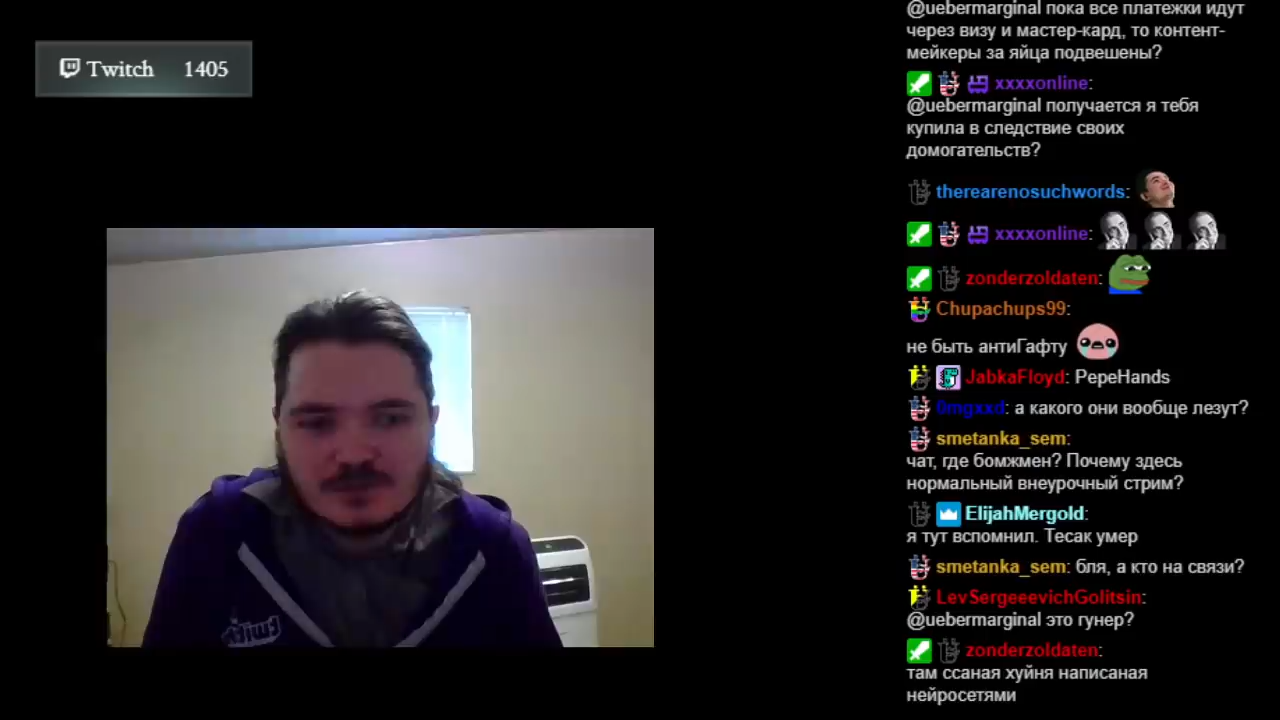 Twitch 1405
@uebermarginal пока все платежки идут
через визу и мастер-кард, то контент-
мейкеры за яйца подвешены?
xxxxonline:
@uebermarginal получается я тебя
купила в следствие своих
домогательств?
therearenosuchwords:
xxxxonline:
zonderzoldaten:
Chupachups99:
не быть антиГафту
JabkaFloyd: PepeHands
0mgxxd: а какого они вообще лезут?
smetanka_sem:
чат, где бомжмен? Почему здесь
нормальный внеурочный стрим?
ElijahMergold:
я тут вспомнил. Тесак умер
smetanka_sem: бля, а кто на связи?
LevSergeeevichGolitsin:
@uebermarginal это гунер?
zonderzoldaten:
там ссаная хуйня написаная
нейросетями